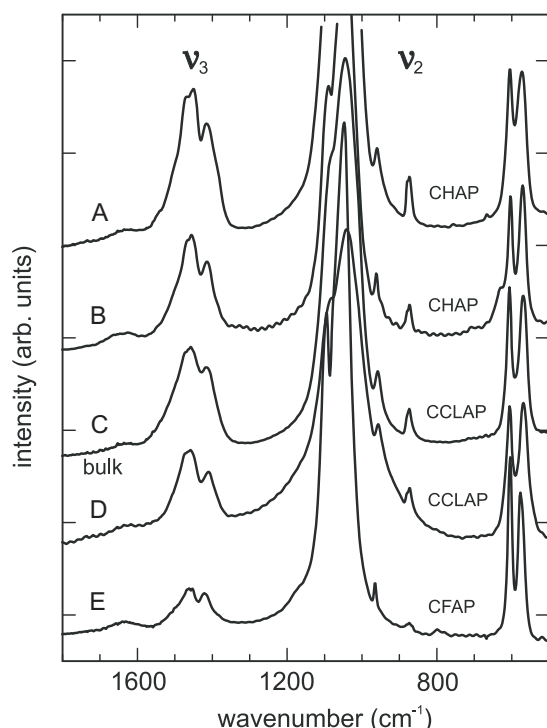 ν3
ν2
A
CHAP
B
CHAP
C
bulk
CCLAP
D
CCLAP
E
CFAP
intensity (arb. units)
1600
1200
800
wavenumber (cm-1)